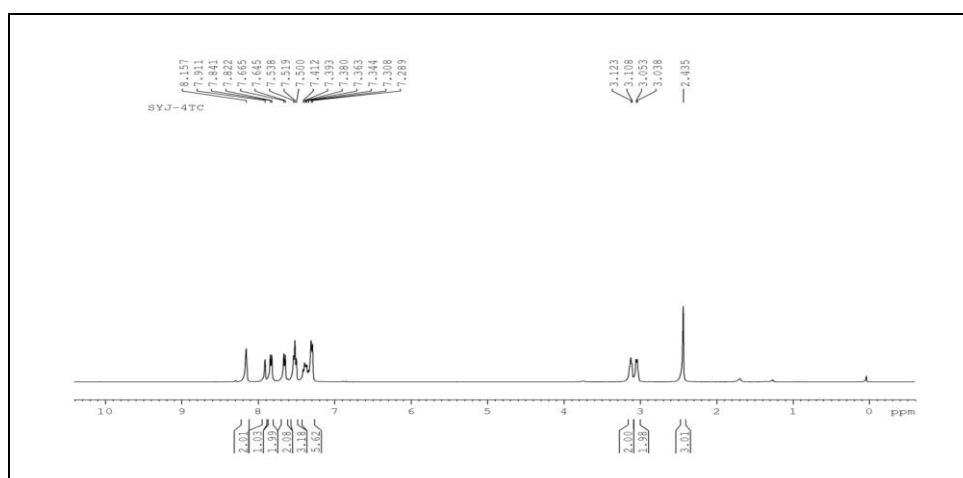 8.157 7.911 7.841 7.822 7.665 7.645 7.538 7.519 7.500 7.412 7.393 7.380 7.363 7.344 7.308 7.289 3.123 3.108 3.053 3.038 2.435
SYJ-4TC
10 9 8 7 6 5 4 3 2 1 0 ppm
2.01 1.03 1.99 2.08 3.18 5.62 2.00 1.98 3.01